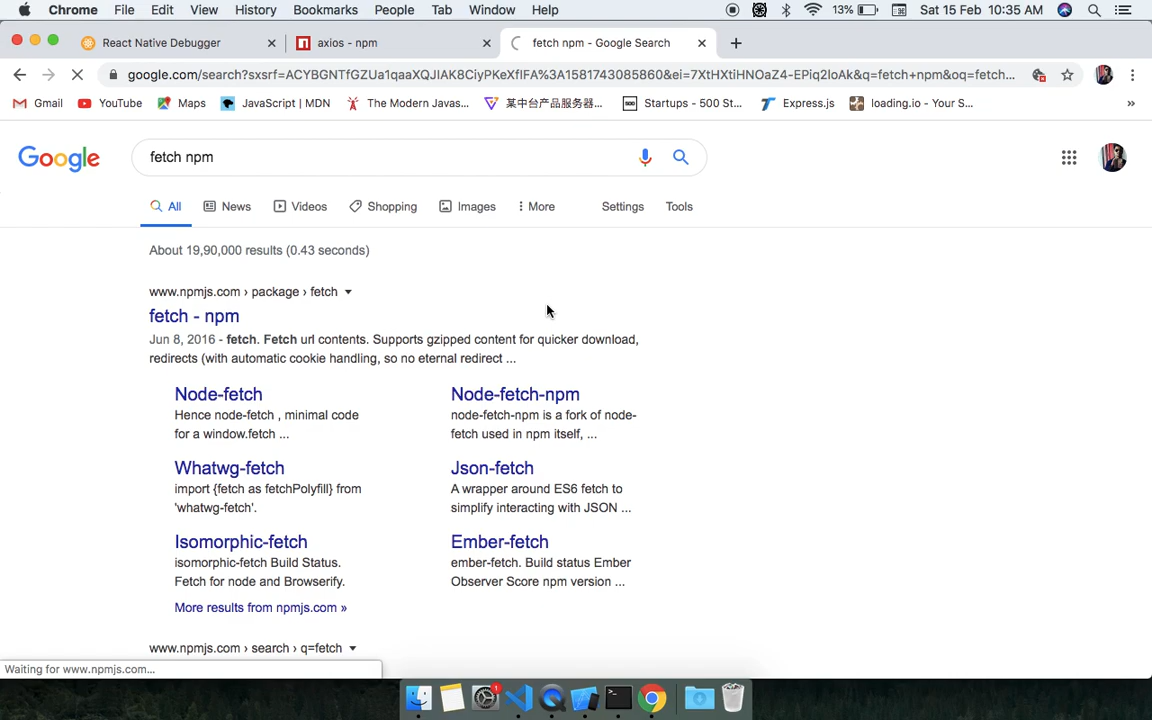 Chrome File Edit View History Bookmarks People Tab Window Help 13% Sat 15 Feb 10:35 AM
React Native Debugger axios - npm fetch npm - Google Search
google.com/search?sxsrf=ACYBGNTfGZUa1qaaXQJIAK8CiyPKeXfIFA%3A1581743085860&ei=7XtHXtiHNOaZ4-EPiq2loAk&q=fetch+npm&oq=fetch...
Gmail YouTube Maps JavaScript | MDN The Modern Javas... 某中台产品服务器... Startups - 500 St... Express.js loading.io - Your S... »
Google fetch npm
All News Videos Shopping Images More Settings Tools
About 19,90,000 results (0.43 seconds)
www.npmjs.com › package › fetch
fetch - npm
Jun 8, 2016 - fetch. Fetch url contents. Supports gzipped content for quicker download,
redirects (with automatic cookie handling, so no eternal redirect ...
Node-fetch
Hence node-fetch , minimal code
for a window.fetch ...
Node-fetch-npm
node-fetch-npm is a fork of node-
fetch used in npm itself, ...
Whatwg-fetch
import {fetch as fetchPolyfill} from
'whatwg-fetch'.
Json-fetch
A wrapper around ES6 fetch to
simplify interacting with JSON ...
Isomorphic-fetch
isomorphic-fetch Build Status.
Fetch for node and Browserify.
Ember-fetch
ember-fetch. Build status Ember
Observer Score npm version ...
More results from npmjs.com »
www.npmjs.com › search › q=fetch
Waiting for www.npmjs.com...
1